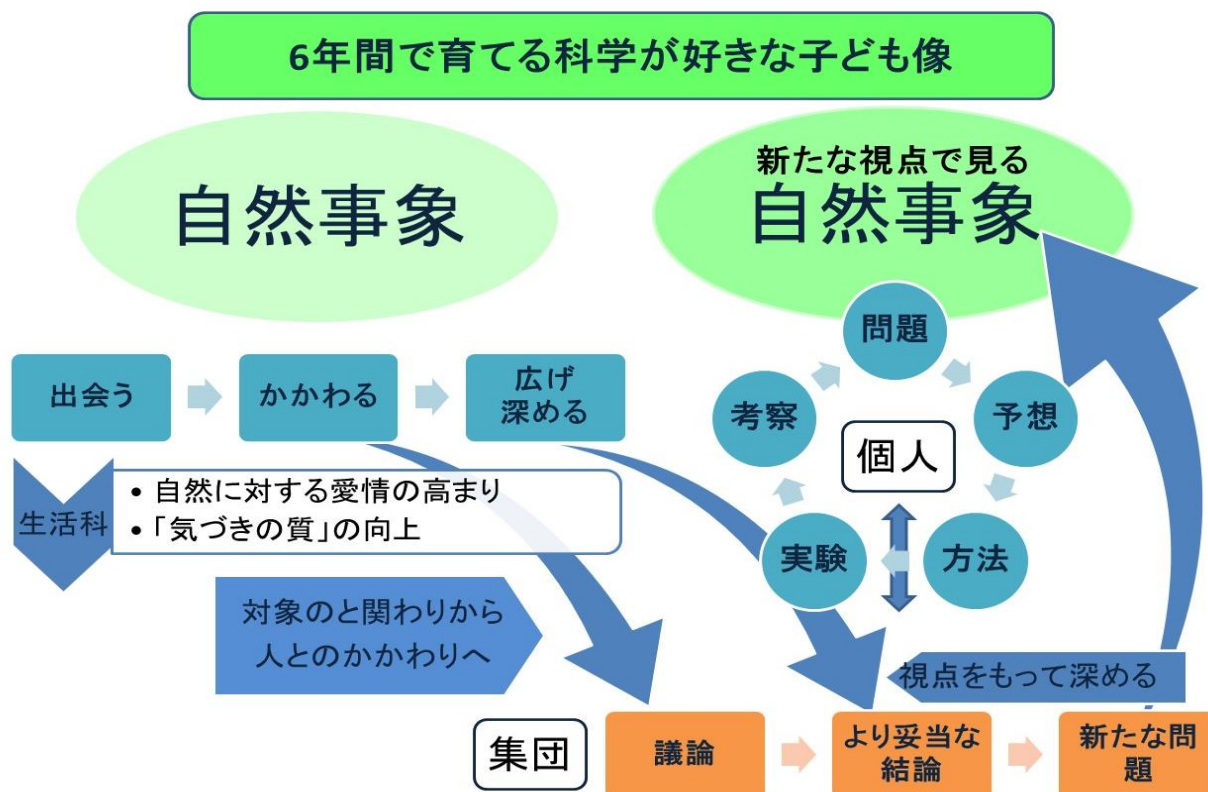 6年間で育てる科学が好きな子ども像
自然事象
新たな視点で見る
自然事象
出会う
かかわる
広げ
深める
生活科
• 自然に対する愛情の高まり
• 「気づきの質」の向上
対象のと関わりから
人とのかかわりへ
問題
予想
方法
実験
考察
個人
視点をもって深める
集団
議論
より妥当な
結論
新たな問
題